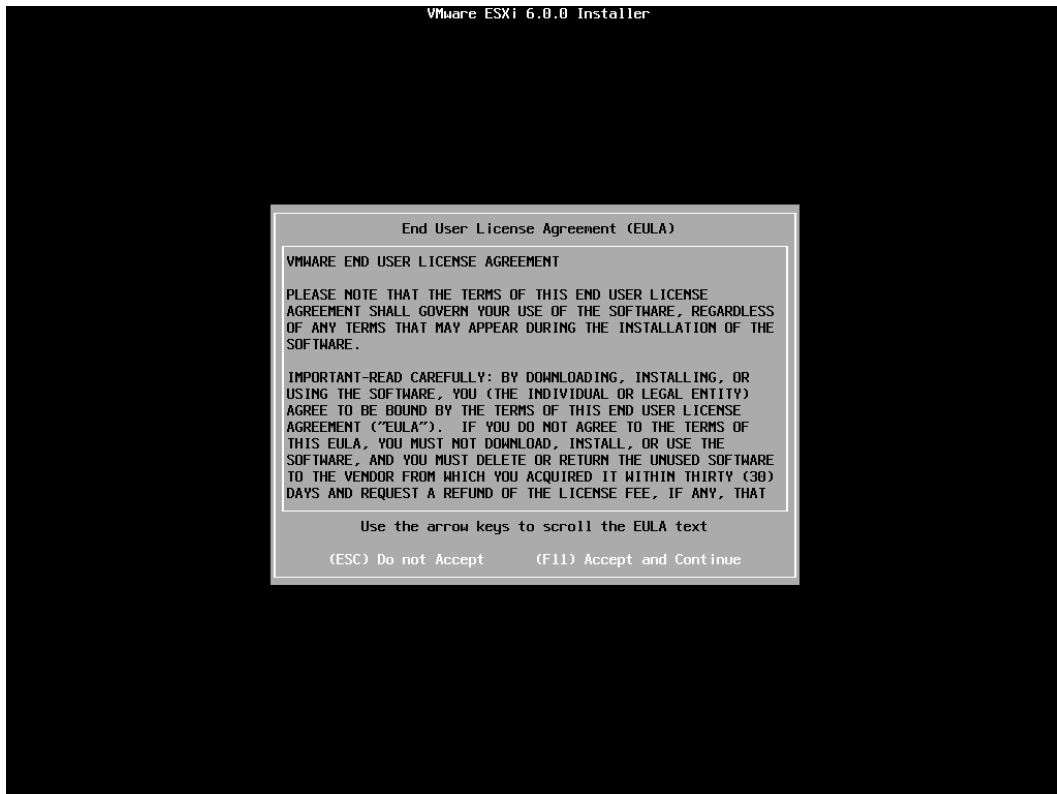 VMware ESXi 6.0.0 Installer
End User License Agreement (EULA)
VMWARE END USER LICENSE AGREEMENT
PLEASE NOTE THAT THE TERMS OF THIS END USER LICENSE
AGREEMENT SHALL GOVERN YOUR USE OF THE SOFTWARE, REGARDLESS
OF ANY TERMS THAT MAY APPEAR DURING THE INSTALLATION OF THE
SOFTWARE.
IMPORTANT-READ CAREFULLY: BY DOWNLOADING, INSTALLING, OR
USING THE SOFTWARE, YOU (THE INDIVIDUAL OR LEGAL ENTITY)
AGREE TO BE BOUND BY THE TERMS OF THIS END USER LICENSE
AGREEMENT ("EULA").  IF YOU DO NOT AGREE TO THE TERMS OF
THIS EULA, YOU MUST NOT DOWNLOAD, INSTALL, OR USE THE
SOFTWARE, AND YOU MUST DELETE OR RETURN THE UNUSED SOFTWARE
TO THE VENDOR FROM WHICH YOU ACQUIRED IT WITHIN THIRTY (30)
DAYS AND REQUEST A REFUND OF THE LICENSE FEE, IF ANY, THAT
Use the arrow keys to scroll the EULA text
(ESC) Do not Accept (F11) Accept and Continue